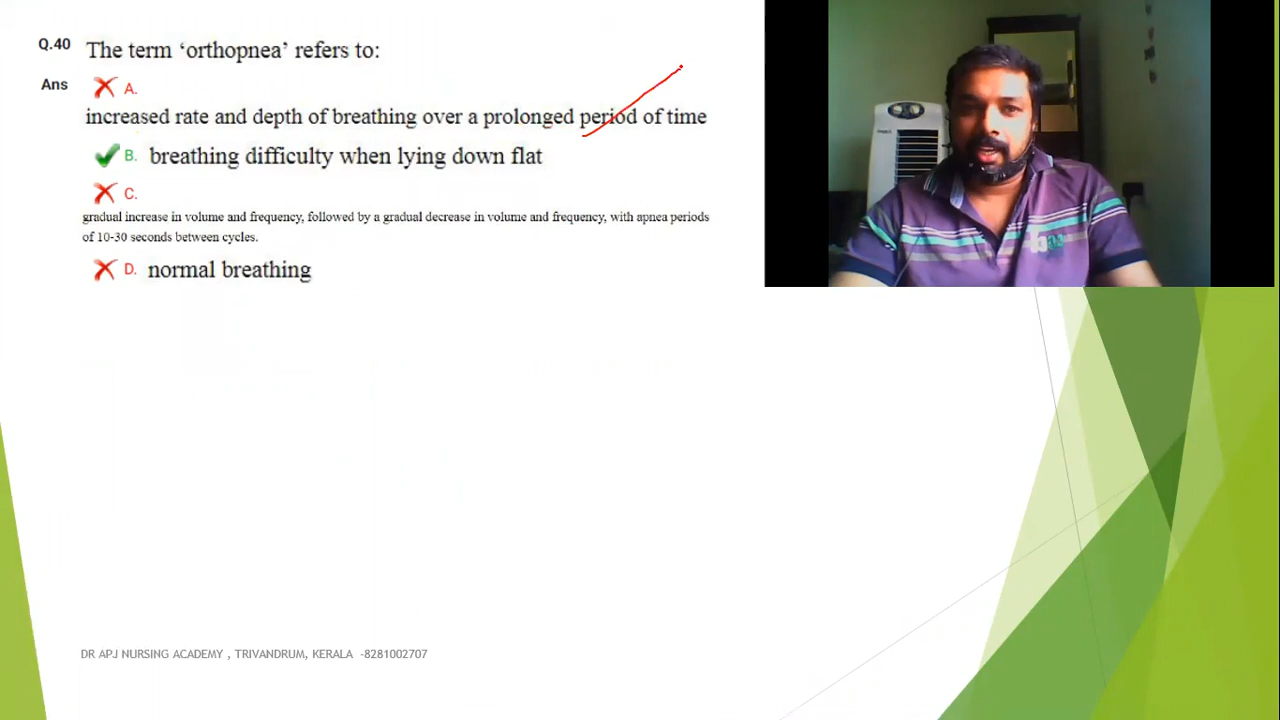 Q.40 The term ‘orthopnea’ refers to:
Ans A.
increased rate and depth of breathing over a prolonged period of time
B. breathing difficulty when lying down flat
C.
gradual increase in volume and frequency, followed by a gradual decrease in volume and frequency, with apnea periods
of 10-30 seconds between cycles.
D. normal breathing
DR APJ NURSING ACADEMY , TRIVANDRUM, KERALA -8281002707